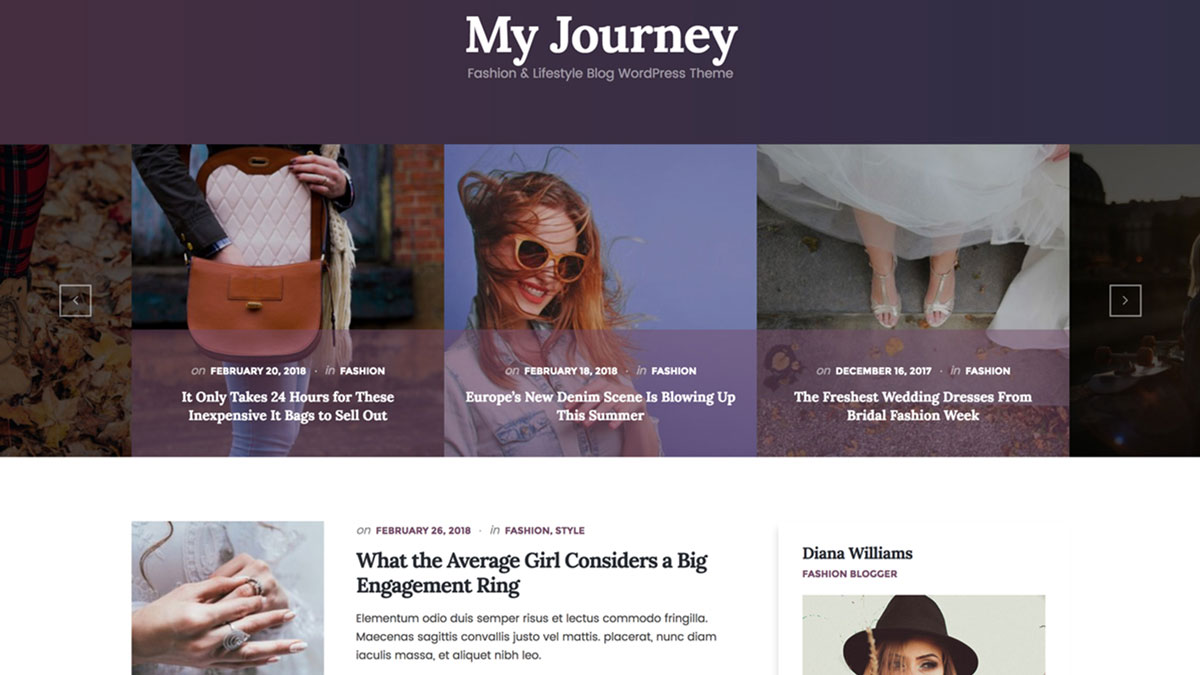 My Journey
Fashion & Lifestyle Blog WordPress Theme
on FEBRUARY 20, 2018 · in FASHION
It Only Takes 24 Hours for These
Inexpensive It Bags to Sell Out
on FEBRUARY 18, 2018 · in FASHION
Europe's New Denim Scene Is Blowing Up
This Summer
on DECEMBER 16, 2017 · in FASHION
The Freshest Wedding Dresses From
Bridal Fashion Week
on FEBRUARY 26, 2018 · in FASHION, STYLE
What the Average Girl Considers a Big
Engagement Ring
Elementum odio duis semper risus et lectus commodo fringilla.
Maecenas sagittis convallis justo vel mattis. placerat, nunc diam
iaculis massa, et aliquet nibh leo.
Diana Williams
FASHION BLOGGER